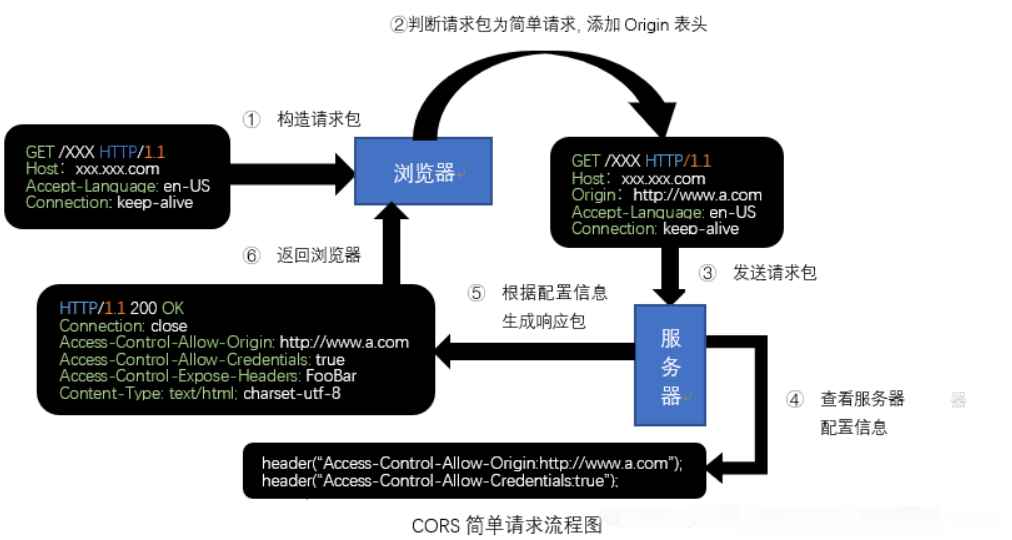 ②判断请求包为简单请求, 添加 Origin 表头
① 构造请求包
GET /XXX HTTP/1.1
Host: xxx.xxx.com
Accept-Language: en-US
Connection: keep-alive
浏览器
GET /XXX HTTP/1.1
Host: xxx.xxx.com
Origin: http://www.a.com
Accept-Language: en-US
Connection: keep-alive
③ 发送请求包
服
务
器
④ 查看服务器
配置信息
器
header(“Access-Control-Allow-Origin:http://www.a.com”);
header(“Access-Control-Allow-Credentials:true”);
⑤ 根据配置信息
生成响应包
HTTP/1.1 200 OK
Connection: close
Access-Control-Allow-Origin: http://www.a.com
Access-Control-Allow-Credentials: true
Access-Control-Expose-Headers: FooBar
Content-Type: text/html; charset-utf-8
⑥ 返回浏览器
CORS 简单请求流程图